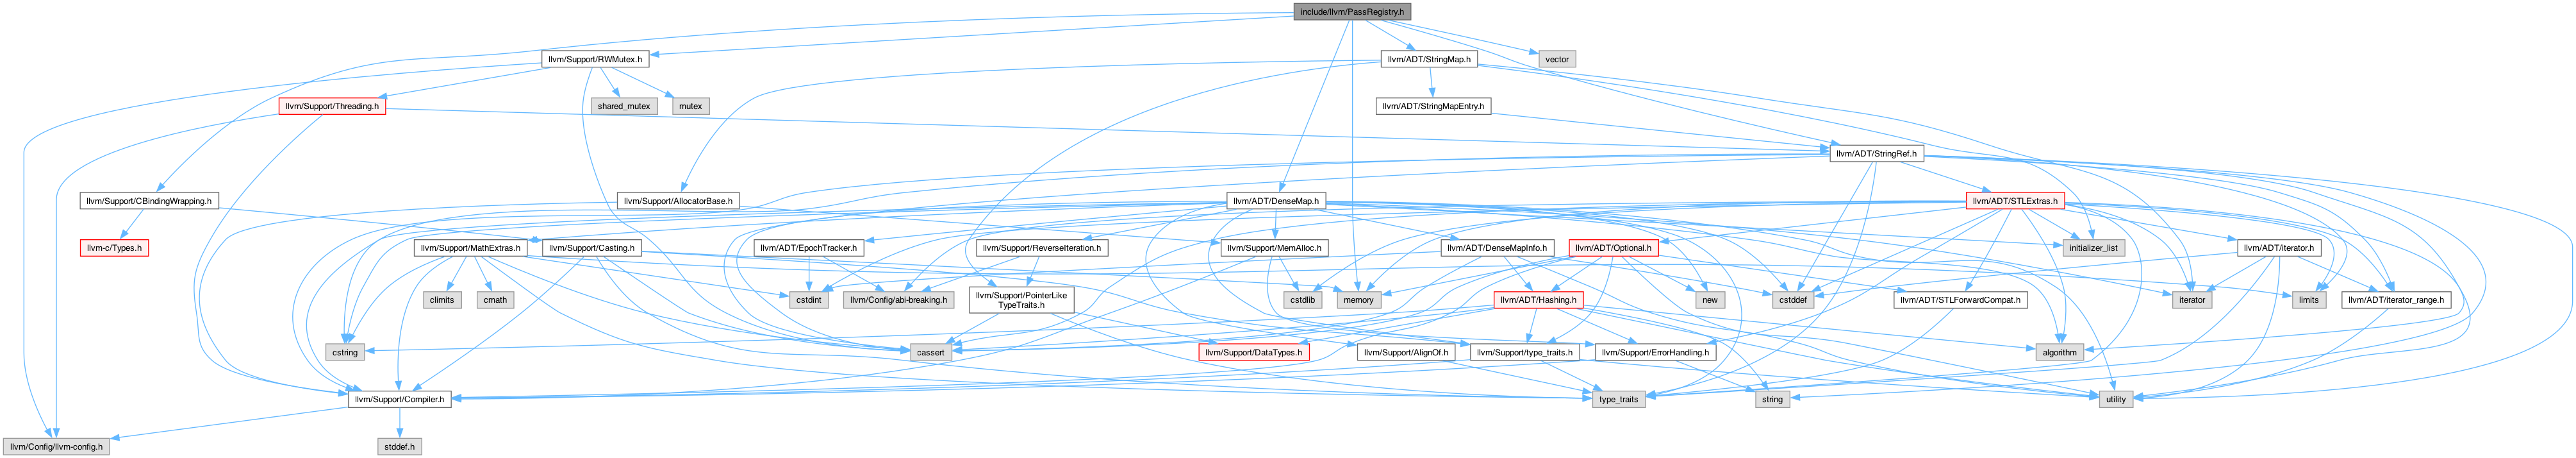 include/llvm/PassRegistry.h
llvm/Support/RWMutex.h
llvm/ADT/StringMap.h
vector
llvm/Support/Threading.h
shared_mutex
mutex
llvm/ADT/StringMapEntry.h
llvm/ADT/StringRef.h
llvm/Support/CBindingWrapping.h
llvm/Support/AllocatorBase.h
llvm/ADT/DenseMap.h
llvm/ADT/STLExtras.h
llvm-c/Types.h
llvm/Support/MathExtras.h
llvm/Support/Casting.h
llvm/ADT/EpochTracker.h
llvm/Support/ReverseIteration.h
llvm/Support/MemAlloc.h
llvm/ADT/DenseMapInfo.h
llvm/ADT/Optional.h
initializer_list
llvm/ADT/iterator.h
climits
cmath
cstdint
llvm/Config/abi-breaking.h
llvm/Support/PointerLike
TypeTraits.h
cstdlib
memory
llvm/ADT/Hashing.h
new
cstddef
llvm/ADT/STLForwardCompat.h
iterator
limits
llvm/ADT/iterator_range.h
cstring
cassert
llvm/Support/DataTypes.h
llvm/Support/AlignOf.h
llvm/Support/type_traits.h
llvm/Support/ErrorHandling.h
algorithm
llvm/Support/Compiler.h
type_traits
string
utility
llvm/Config/llvm-config.h
stddef.h